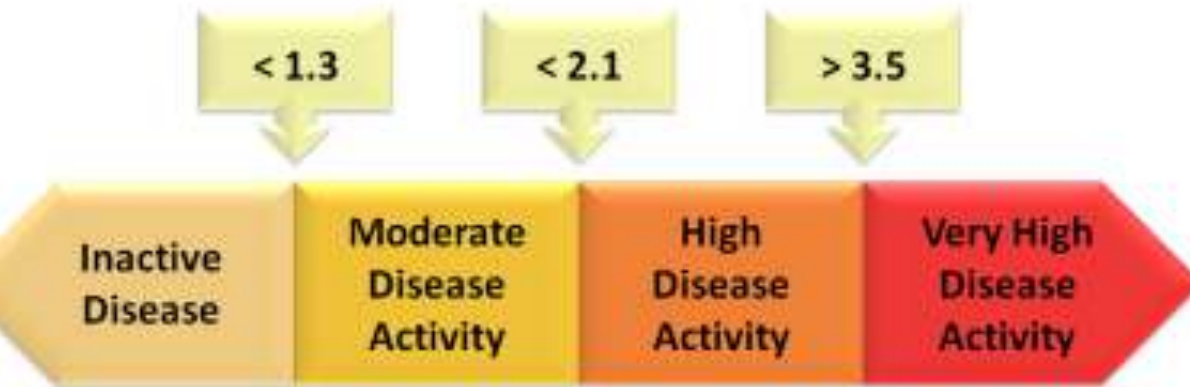 < 1.3
< 2.1
> 3.5
Inactive
Disease
Moderate
Disease
Activity
High
Disease
Activity
Very High
Disease
Activity